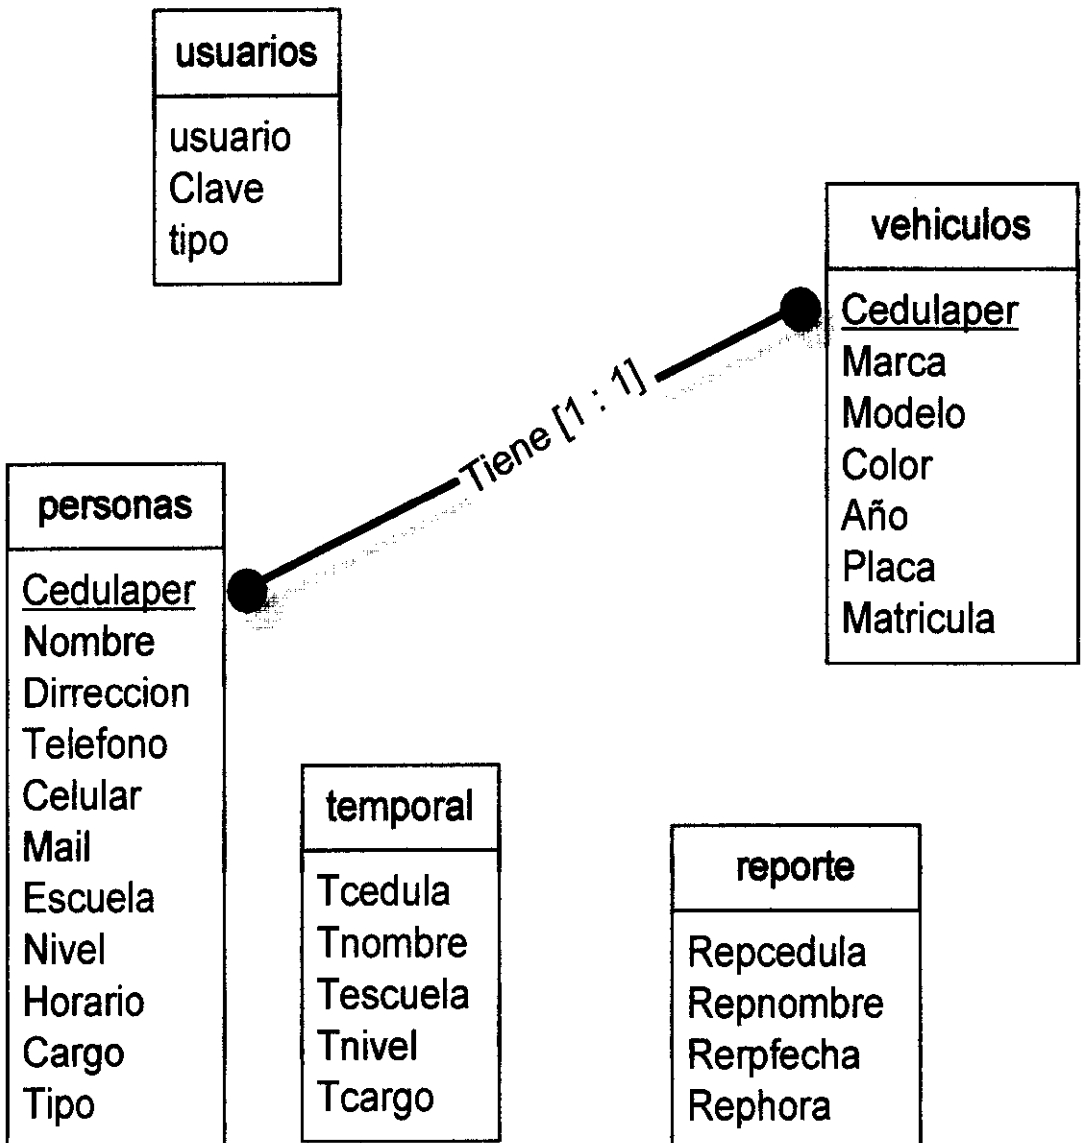 usuarios
usuario
Clave
tipo
vehiculos
Cedulaper
Marca
Modelo
Color
Año
Placa
Matricula
Tiene [1 : 1]
personas
Cedulaper
Nombre
Dirreccion
Telefono
Celular
Mail
Escuela
Nivel
Horario
Cargo
Tipo
temporal
Tcedula
Tnombre
Tescuela
Tnivel
Tcargo
reporte
Repcedula
Repnombre
Rerpfecha
Rephora